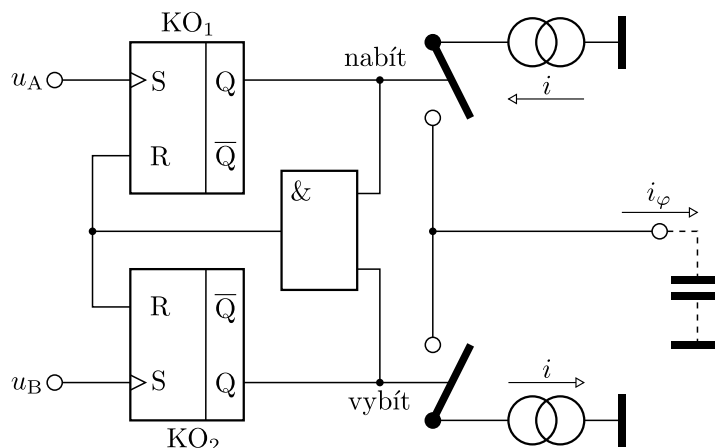 KO₁
u_A
S
Q
R
Q̅
nabít
i
&
i_φ
R
Q̅
u_B
S
Q
vybít
i
KO₂